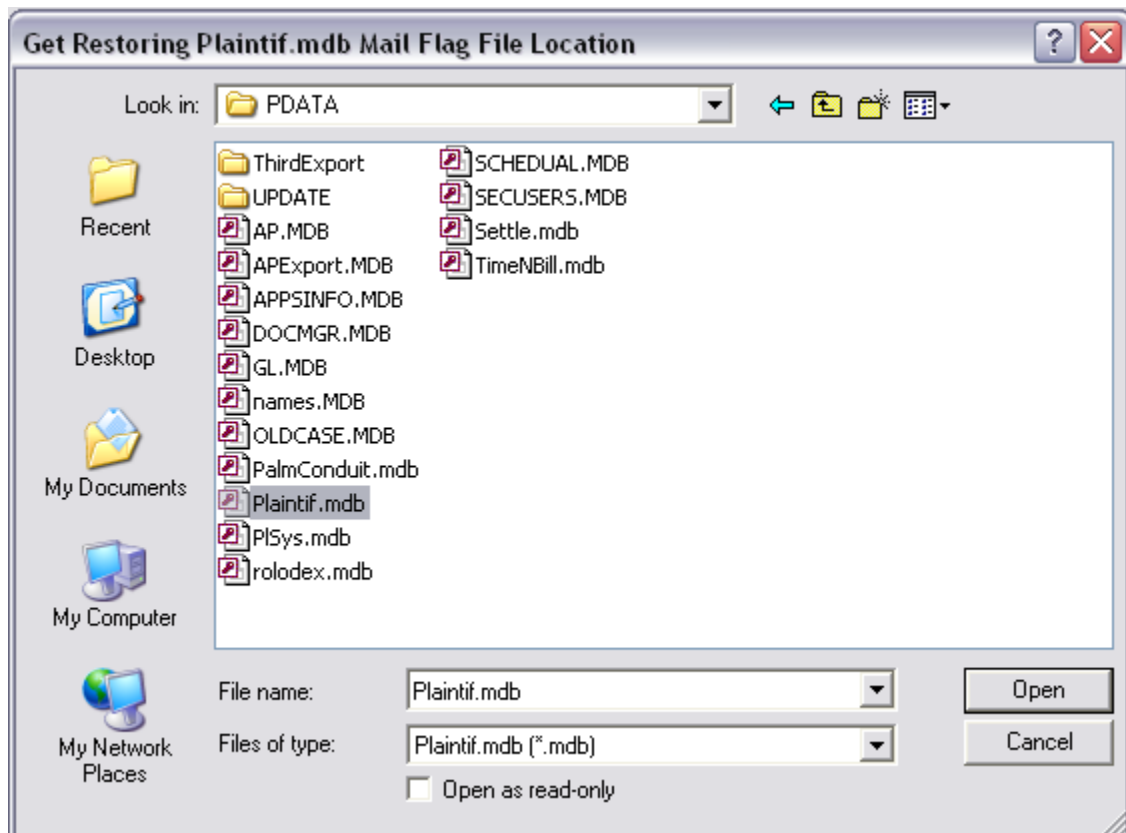 Get Restoring Plaintif.mdb Mail Flag File Location
Look in:
PDATA
Recent
Desktop
My Documents
My Computer
My Network
Places
ThirdExport
UPDATE
AP.MDB
APExport.MDB
APPSINFO.MDB
DOCMGR.MDB
GL.MDB
names.MDB
OLDCASE.MDB
PalmConduit.mdb
Plaintif.mdb
PlSys.mdb
rolodex.mdb
SCHEDUAL.MDB
SECUSERS.MDB
Settle.mdb
TimeNBill.mdb
File name:
Plaintif.mdb
Open
Files of type:
Plaintif.mdb (*.mdb)
Cancel
Open as read-only